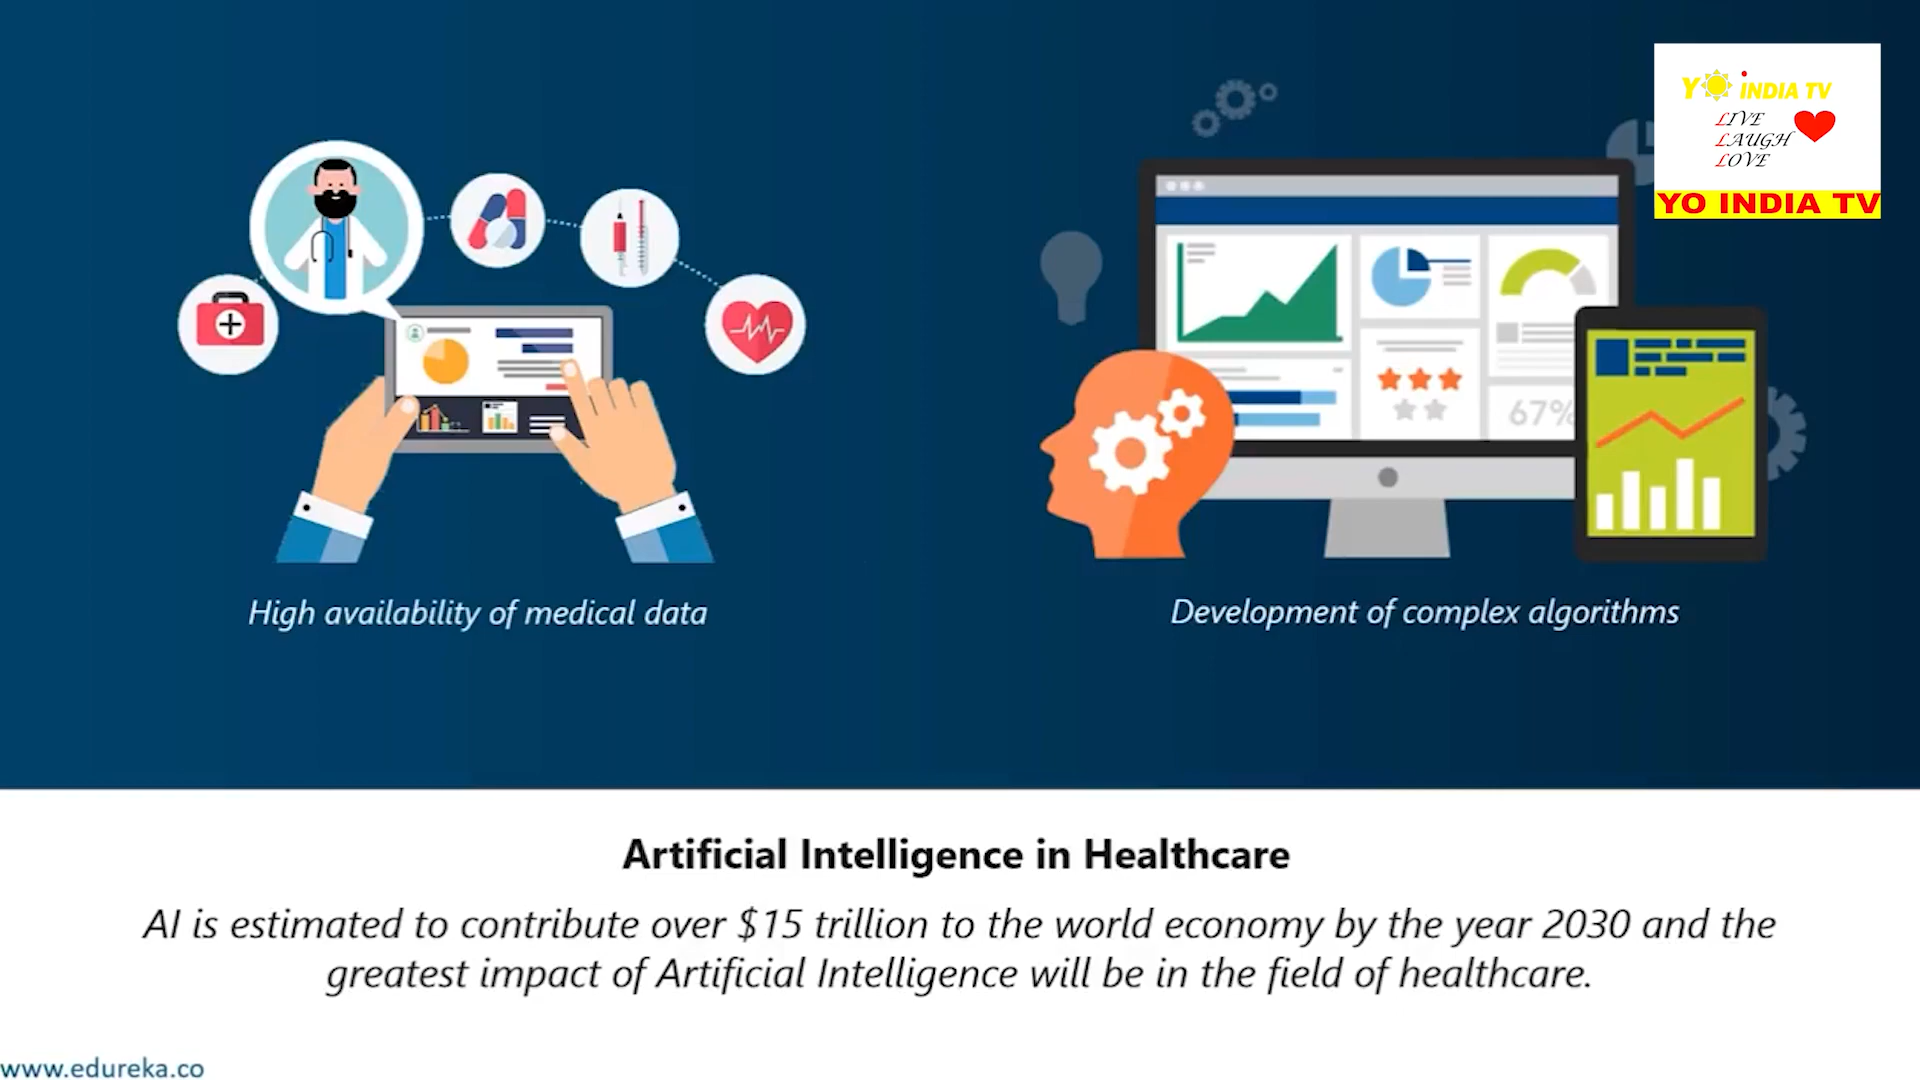 YO INDIA TV
LIVE
LAUGH
LOVE
YO INDIA TV
67%
High availability of medical data
Development of complex algorithms
Artificial Intelligence in Healthcare
AI is estimated to contribute over $15 trillion to the world economy by the year 2030 and the
greatest impact of Artificial Intelligence will be in the field of healthcare.
www.edureka.co